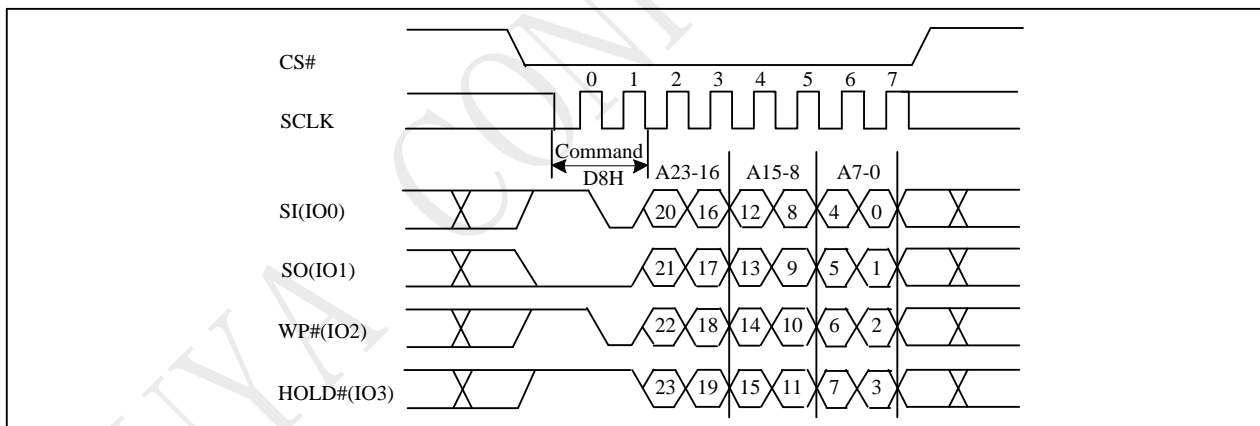 CS#
0 1 2 3 4 5 6 7
SCLK
Command
D8H
A23-16 A15-8 A7-0
SI(IO0) 20 16 12 8 4 0
SO(IO1) 21 17 13 9 5 1
WP#(IO2) 22 18 14 10 6 2
HOLD#(IO3) 23 19 15 11 7 3